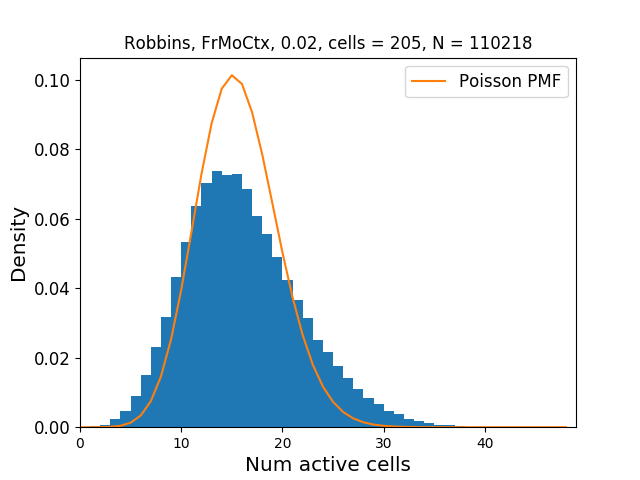 Robbins, FrMoCtx, 0.02, cells = 205, N = 110218
Poisson PMF
0.10
0.08
0.06
0.04
0.02
0.00
Density
0 10 20 30 40
Num active cells